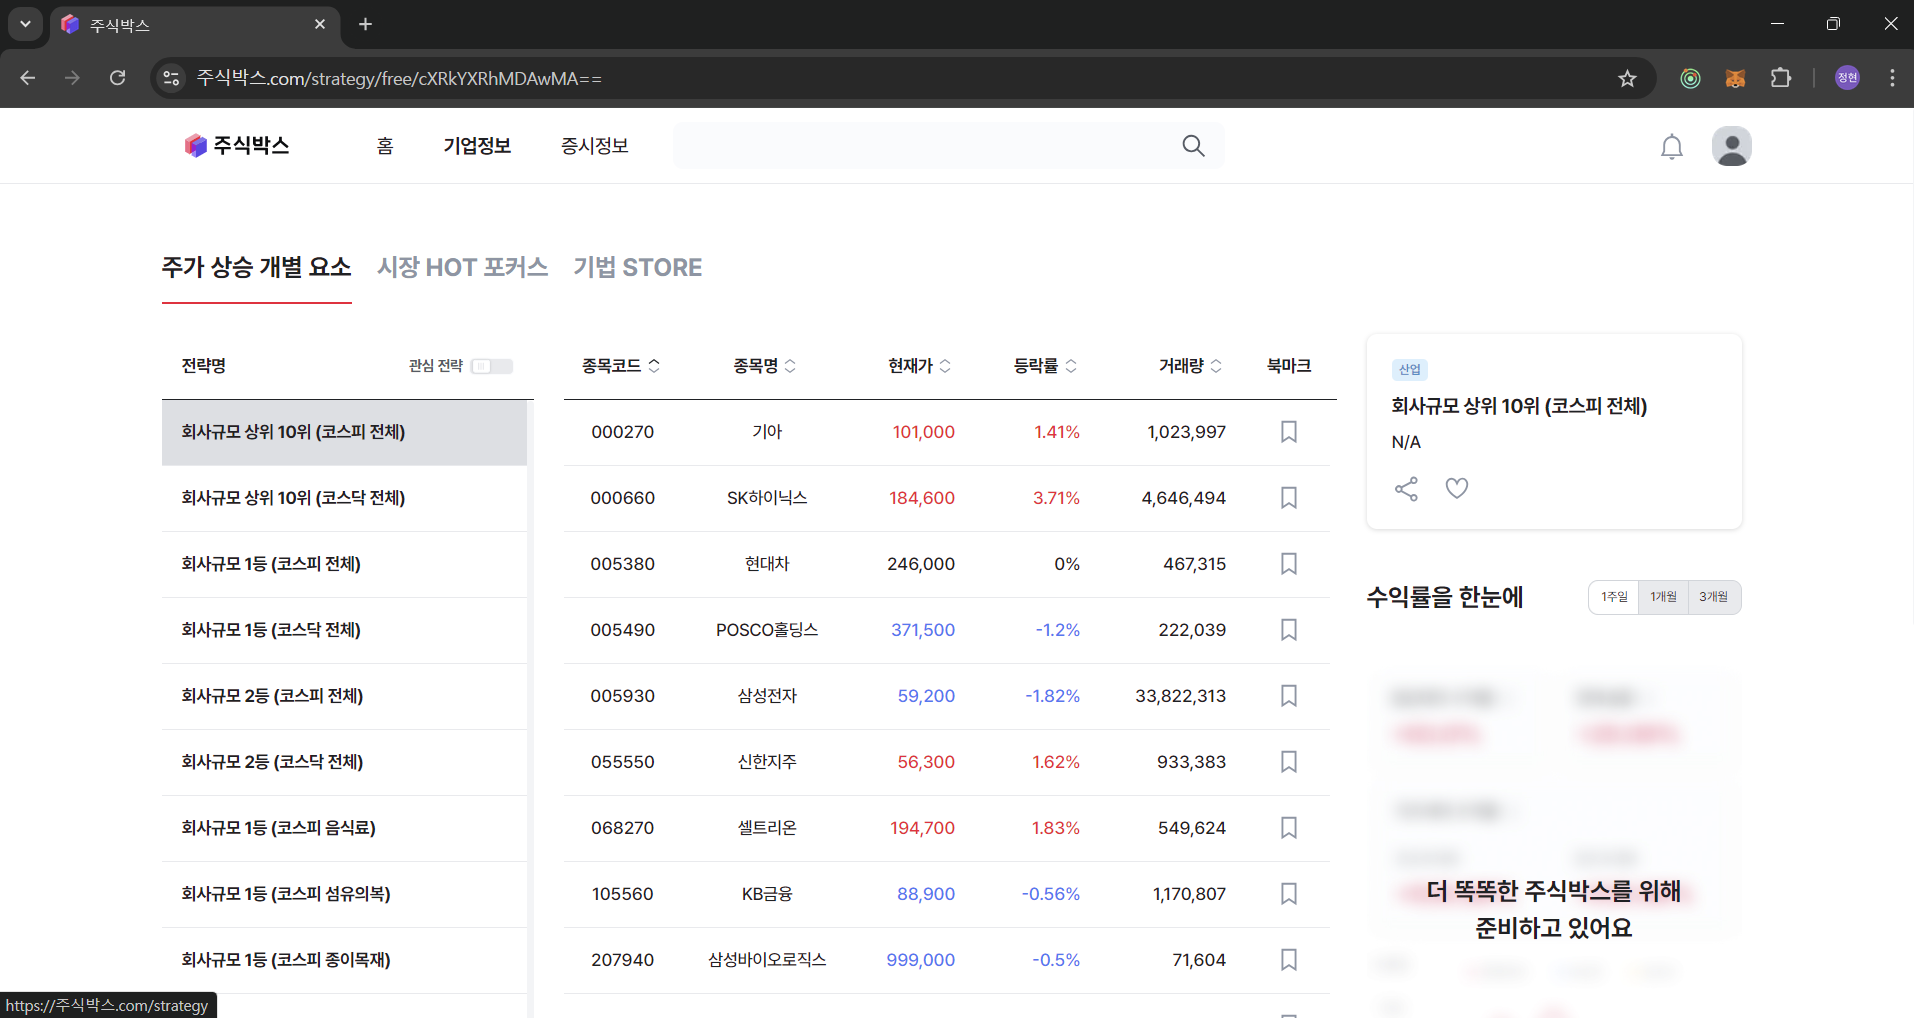 주식박스
주식박스.com/strategy/free/cXRkYXRhMDAwMA==
정현
주식박스 홈 기업정보 증시정보
주가 상승 개별 요소 시장 HOT 포커스 기법 STORE
전략명 관심 전략
회사규모 상위 10위 (코스피 전체)
회사규모 상위 10위 (코스닥 전체)
회사규모 1등 (코스피 전체)
회사규모 1등 (코스닥 전체)
회사규모 2등 (코스피 전체)
회사규모 2등 (코스닥 전체)
회사규모 1등 (코스피 음식료)
회사규모 1등 (코스피 섬유의복)
회사규모 1등 (코스피 종이목재)
종목코드 종목명 현재가 등락률 거래량 북마크
000270 기아 101,000 1.41% 1,023,997
000660 SK하이닉스 184,600 3.71% 4,646,494
005380 현대차 246,000 0% 467,315
005490 POSCO홀딩스 371,500 -1.2% 222,039
005930 삼성전자 59,200 -1.82% 33,822,313
055550 신한지주 56,300 1.62% 933,383
068270 셀트리온 194,700 1.83% 549,624
105560 KB금융 88,900 -0.56% 1,170,807
207940 삼성바이오로직스 999,000 -0.5% 71,604
산업
회사규모 상위 10위 (코스피 전체)
N/A
수익률을 한눈에 1주일 1개월 3개월
더 똑똑한 주식박스를 위해
준비하고 있어요
https://주식박스.com/strategy